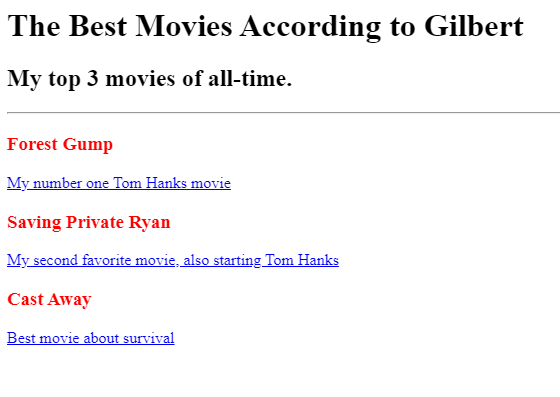 The Best Movies According to Gilbert
My top 3 movies of all-time.
Forest Gump
My number one Tom Hanks movie
Saving Private Ryan
My second favorite movie, also starting Tom Hanks
Cast Away
Best movie about survival